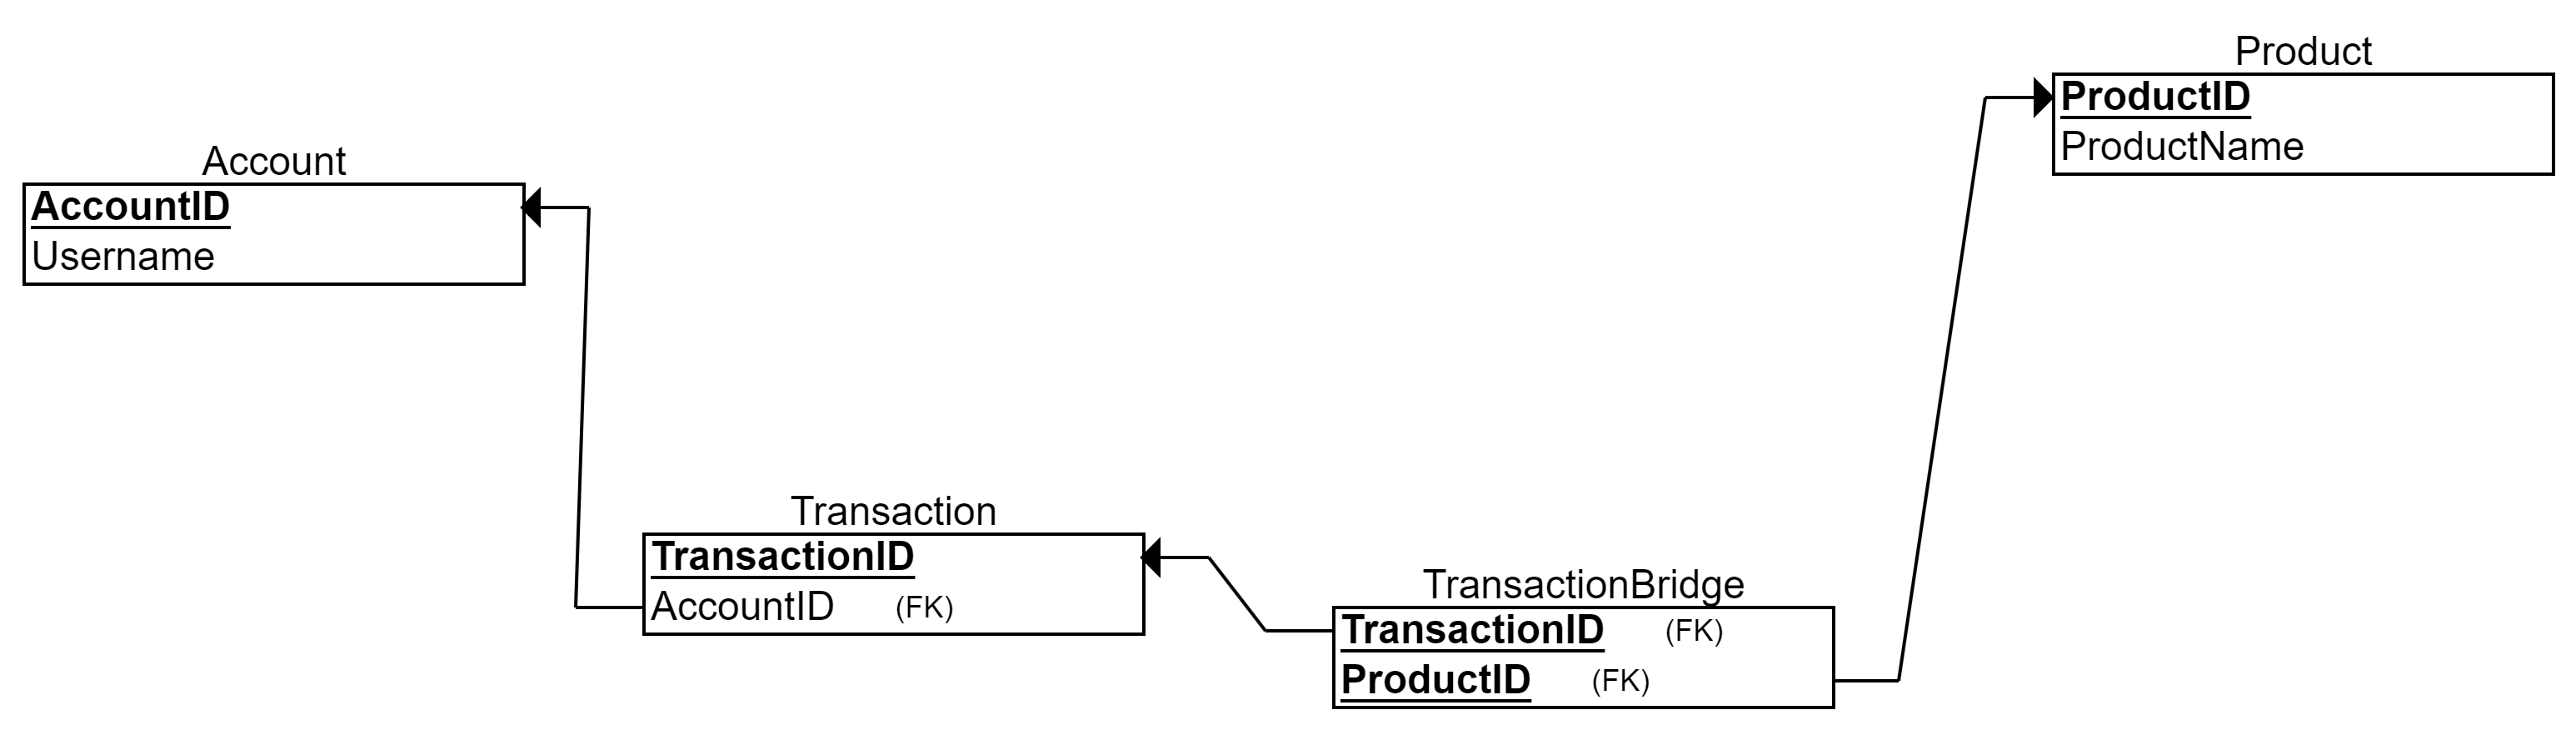 Account
AccountID
Username
Transaction
TransactionID
AccountID (FK)
TransactionBridge
TransactionID (FK)
ProductID (FK)
Product
ProductID
ProductName